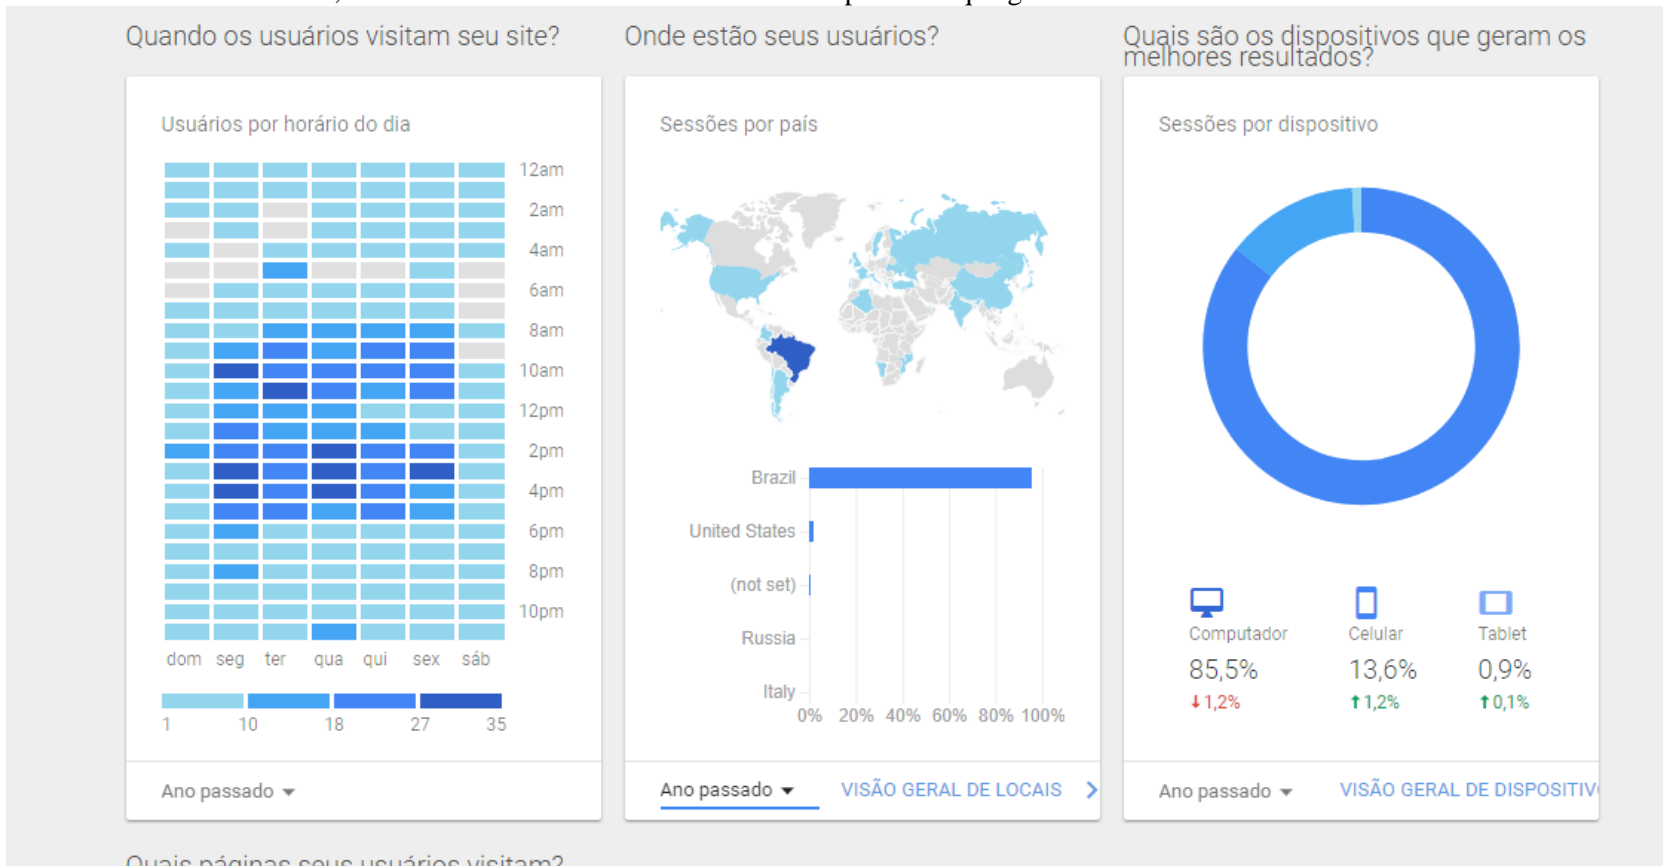 Quando os usuários visitam seu site?
Usuários por horário do dia
12am
2am
4am
6am
8am
10am
12pm
2pm
4pm
6pm
8pm
10pm
dom seg ter qua qui sex sáb
1 10 18 27 35
Ano passado
Onde estão seus usuários?
Sessões por país
Brazil
United States
(not set)
Russia
Italy
0% 20% 40% 60% 80% 100%
Ano passado VISÃO GERAL DE LOCAIS
Quais são os dispositivos que geram os
melhores resultados?
Sessões por dispositivo
Computador Celular Tablet
85,5% 13,6% 0,9%
1,2% 1,2% 0,1%
Ano passado VISÃO GERAL DE DISPOSITIV
Quais páginas seus usuários visitam?